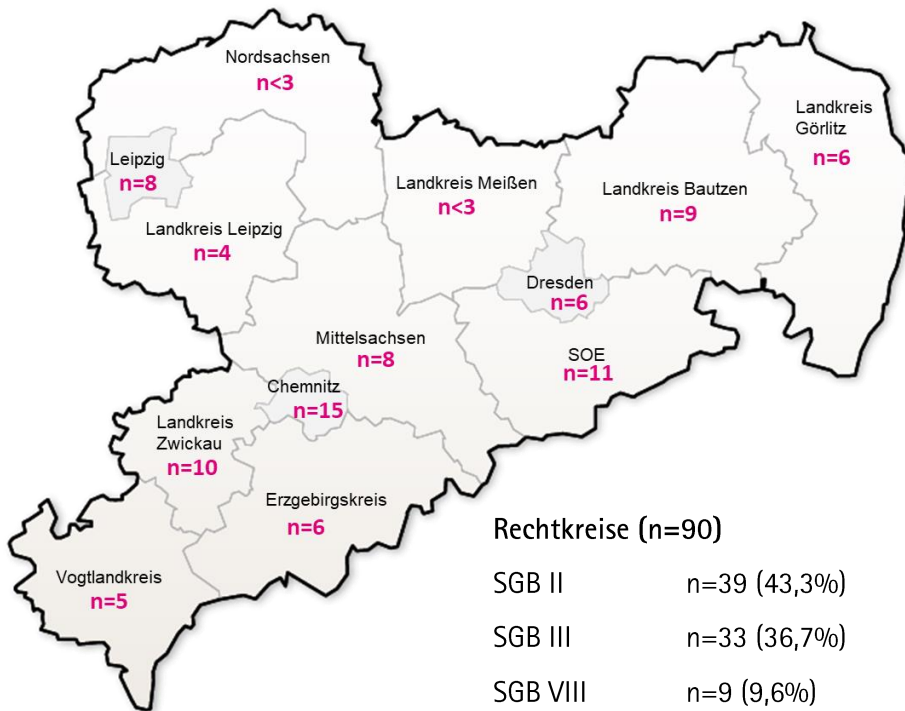 Nordsachsen
n<3
Landkreis
Görlitz
n=6
Leipzig
n=8
Landkreis Meißen
n<3
Landkreis Bautzen
n=9
Landkreis Leipzig
n=4
Dresden
n=6
Mittelsachsen
n=8
SOE
n=11
Chemnitz
n=15
Landkreis
Zwickau
n=10
Erzgebirgskreis
n=6
Vogtlandkreis
n=5
Rechtkreise (n=90)
SGB II n=39 (43,3%)
SGB III n=33 (36,7%)
SGB VIII n=9 (9,6%)